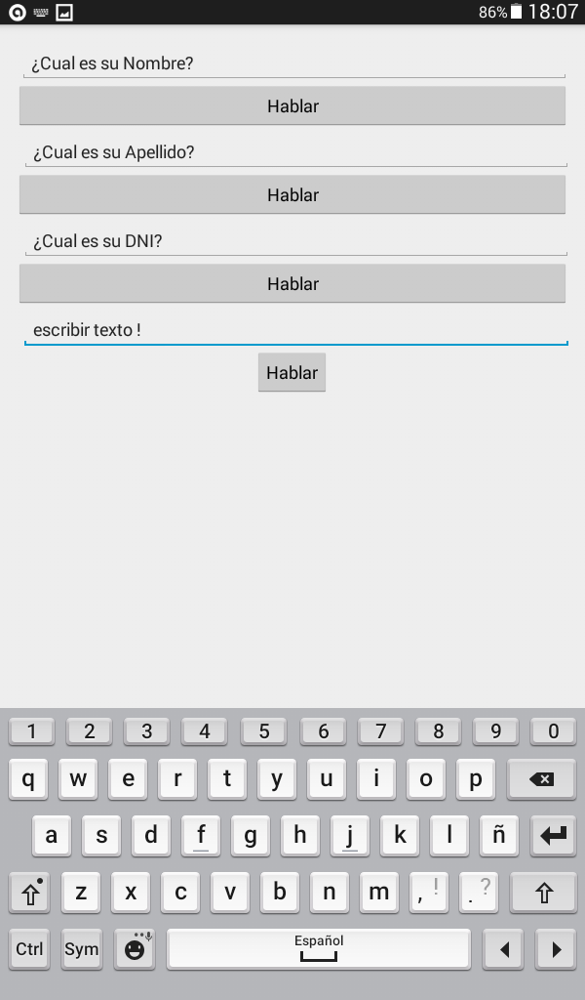 86% 18:07
¿Cual es su Nombre?
Hablar
¿Cual es su Apellido?
Hablar
¿Cual es su DNI?
Hablar
escribir texto !
Hablar
1 2 3 4 5 6 7 8 9 0
q w e r t y u i o p
a s d f g h j k l ñ
z x c v b n m , ! . ?
Ctrl Sym Español